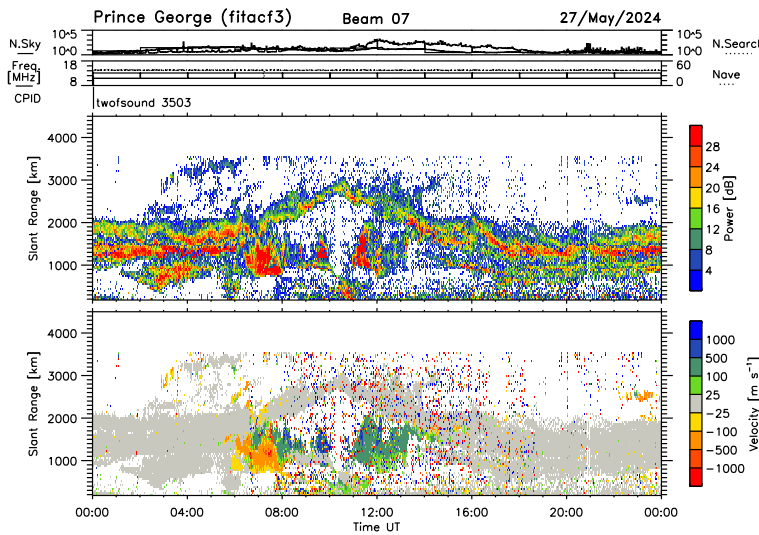 Prince George (fitacf3) Beam 07 27/May/2024
N.Sky 10^5 10^0 10^5 10^0 N.Search
Freq. [MHz] 18 8 60 0 Nave
CPID twofsound 3503
Slant Range [km] 4000 3000 2000 1000
Power [dB] 28 24 20 16 12 8 4
Slant Range [km] 4000 3000 2000 1000
Velocity [m s⁻¹] 1000 500 100 25 -25 -100 -500 -1000
00:00 04:00 08:00 12:00 16:00 20:00 00:00
Time UT